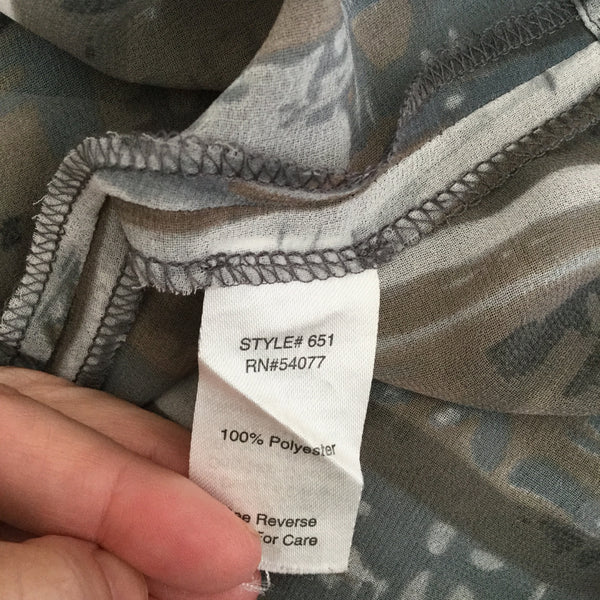 STYLE# 651
RN#54077
100% Polyester
Reverse
For Care